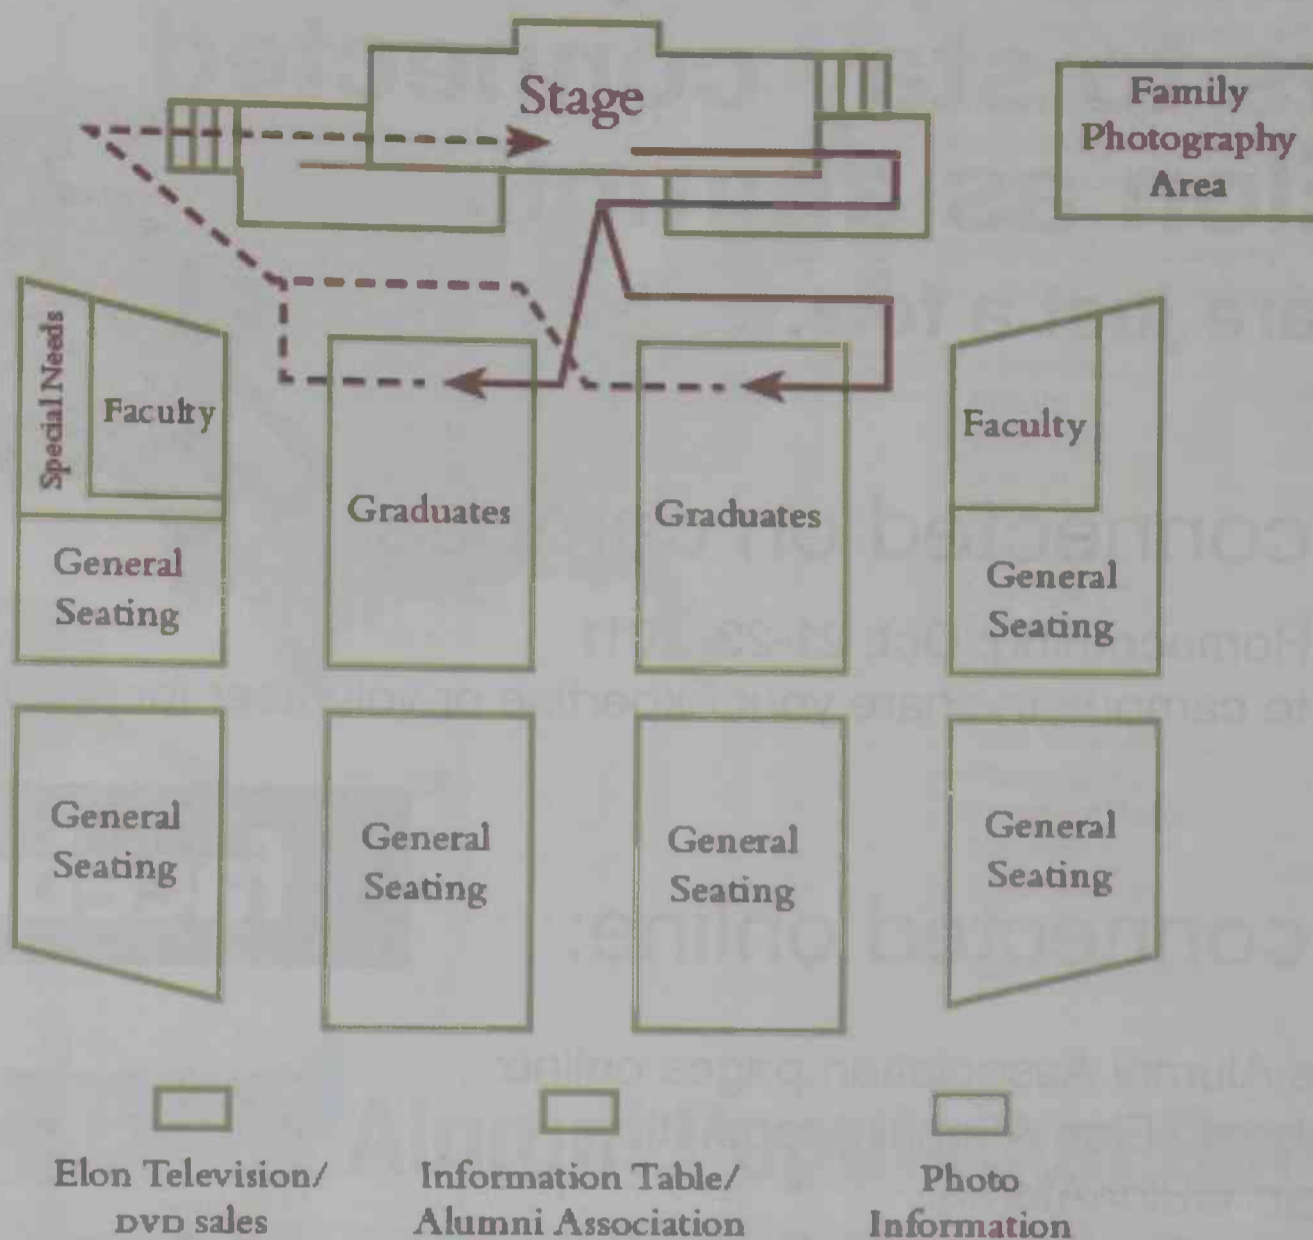 Stage
Family
Photography
Area
Special Needs
Faculty
Faculty
Graduates
Graduates
General
Seating
General
Seating
General
Seating
General
Seating
General
Seating
General
Seating
Elon Television/
DVD sales
Information Table/
Alumni Association
Photo
Information